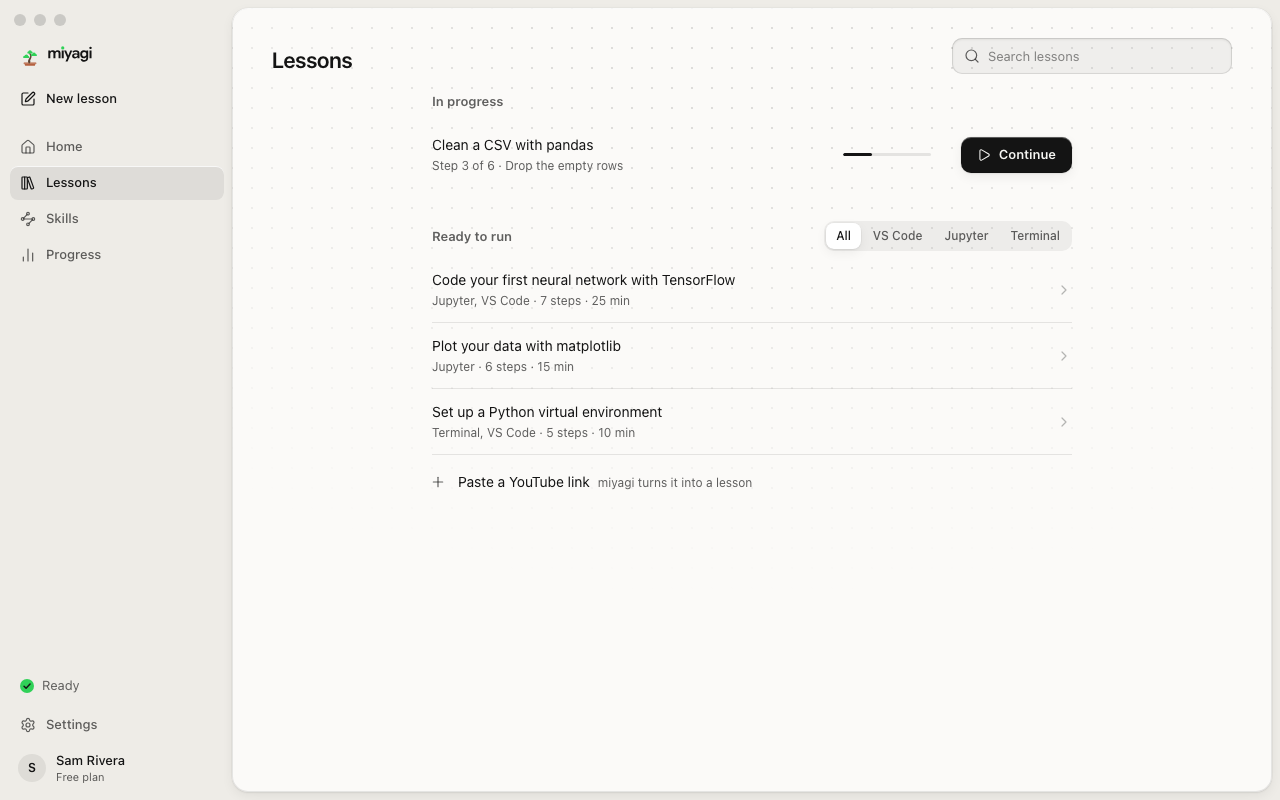 miyagi
New lesson
Home
Lessons
Skills
Progress
Ready
Settings
S
Sam Rivera
Free plan
Lessons
Search lessons
In progress
Clean a CSV with pandas
Step 3 of 6 · Drop the empty rows
Continue
Ready to run
All
VS Code
Jupyter
Terminal
Code your first neural network with TensorFlow
Jupyter, VS Code · 7 steps · 25 min
Plot your data with matplotlib
Jupyter · 6 steps · 15 min
Set up a Python virtual environment
Terminal, VS Code · 5 steps · 10 min
Paste a YouTube link miyagi turns it into a lesson